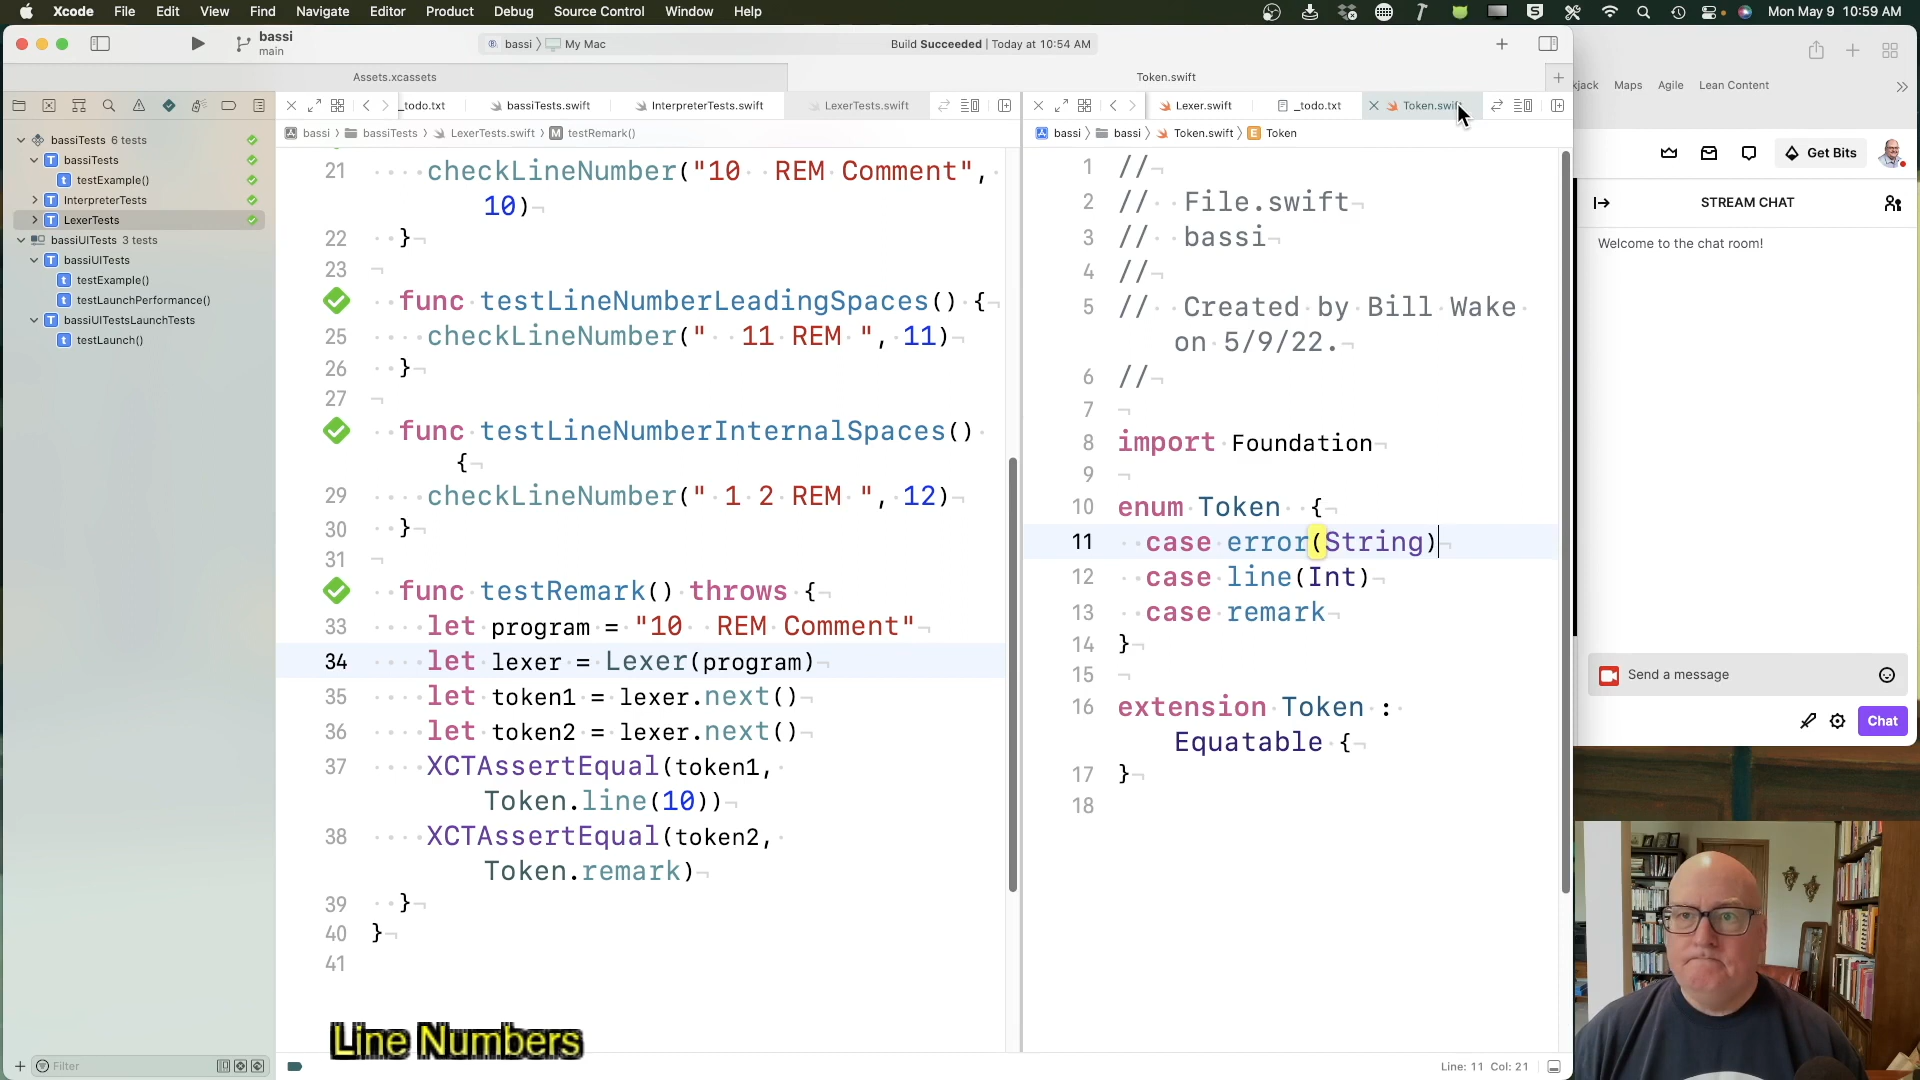 Xcode File Edit View Find Navigate Editor Product Debug Source Control Window Help Mon May 9 10:59 AM
bassi
main
bassi 〉 My Mac
Build Succeeded | Today at 10:54 AM
Assets.xcassets
Token.swift
_todo.txt bassiTests.swift InterpreterTests.swift LexerTests.swift
bassi 〉 bassiTests 〉 LexerTests.swift 〉 M testRemark()
bassiTests 6 tests
T bassiTests
t testExample()
T InterpreterTests
T LexerTests
bassiUITests 3 tests
T bassiUITests
t testExample()
t testLaunchPerformance()
T bassiUITestsLaunchTests
t testLaunch()
Filter
21 checkLineNumber("10  REM Comment",
10)
22 }
23
func testLineNumberLeadingSpaces() {
25 checkLineNumber("  11 REM ", 11)
26 }
27
func testLineNumberInternalSpaces()
{
29 checkLineNumber(" 1 2 REM ", 12)
30 }
31
func testRemark() throws {
33 let program = "10  REM Comment"
34 let lexer = Lexer(program)
35 let token1 = lexer.next()
36 let token2 = lexer.next()
37 XCTAssertEqual(token1,
Token.line(10))
38 XCTAssertEqual(token2,
Token.remark)
39 }
40 }
41
Line Numbers
Lexer.swift _todo.txt Token.swift
bassi 〉 bassi 〉 Token.swift 〉 E Token
1 //
2 //  File.swift
3 //  bassi
4 //
5 //  Created by Bill Wake
on 5/9/22.
6 //
7
8 import Foundation
9
10 enum Token  {
11 case error(String)
12 case line(Int)
13 case remark
14 }
15
16 extension Token :
Equatable {
17 }
18
Line: 11 Col: 21
Maps Agile Lean Content
Get Bits
STREAM CHAT
Welcome to the chat room!
Send a message
Chat